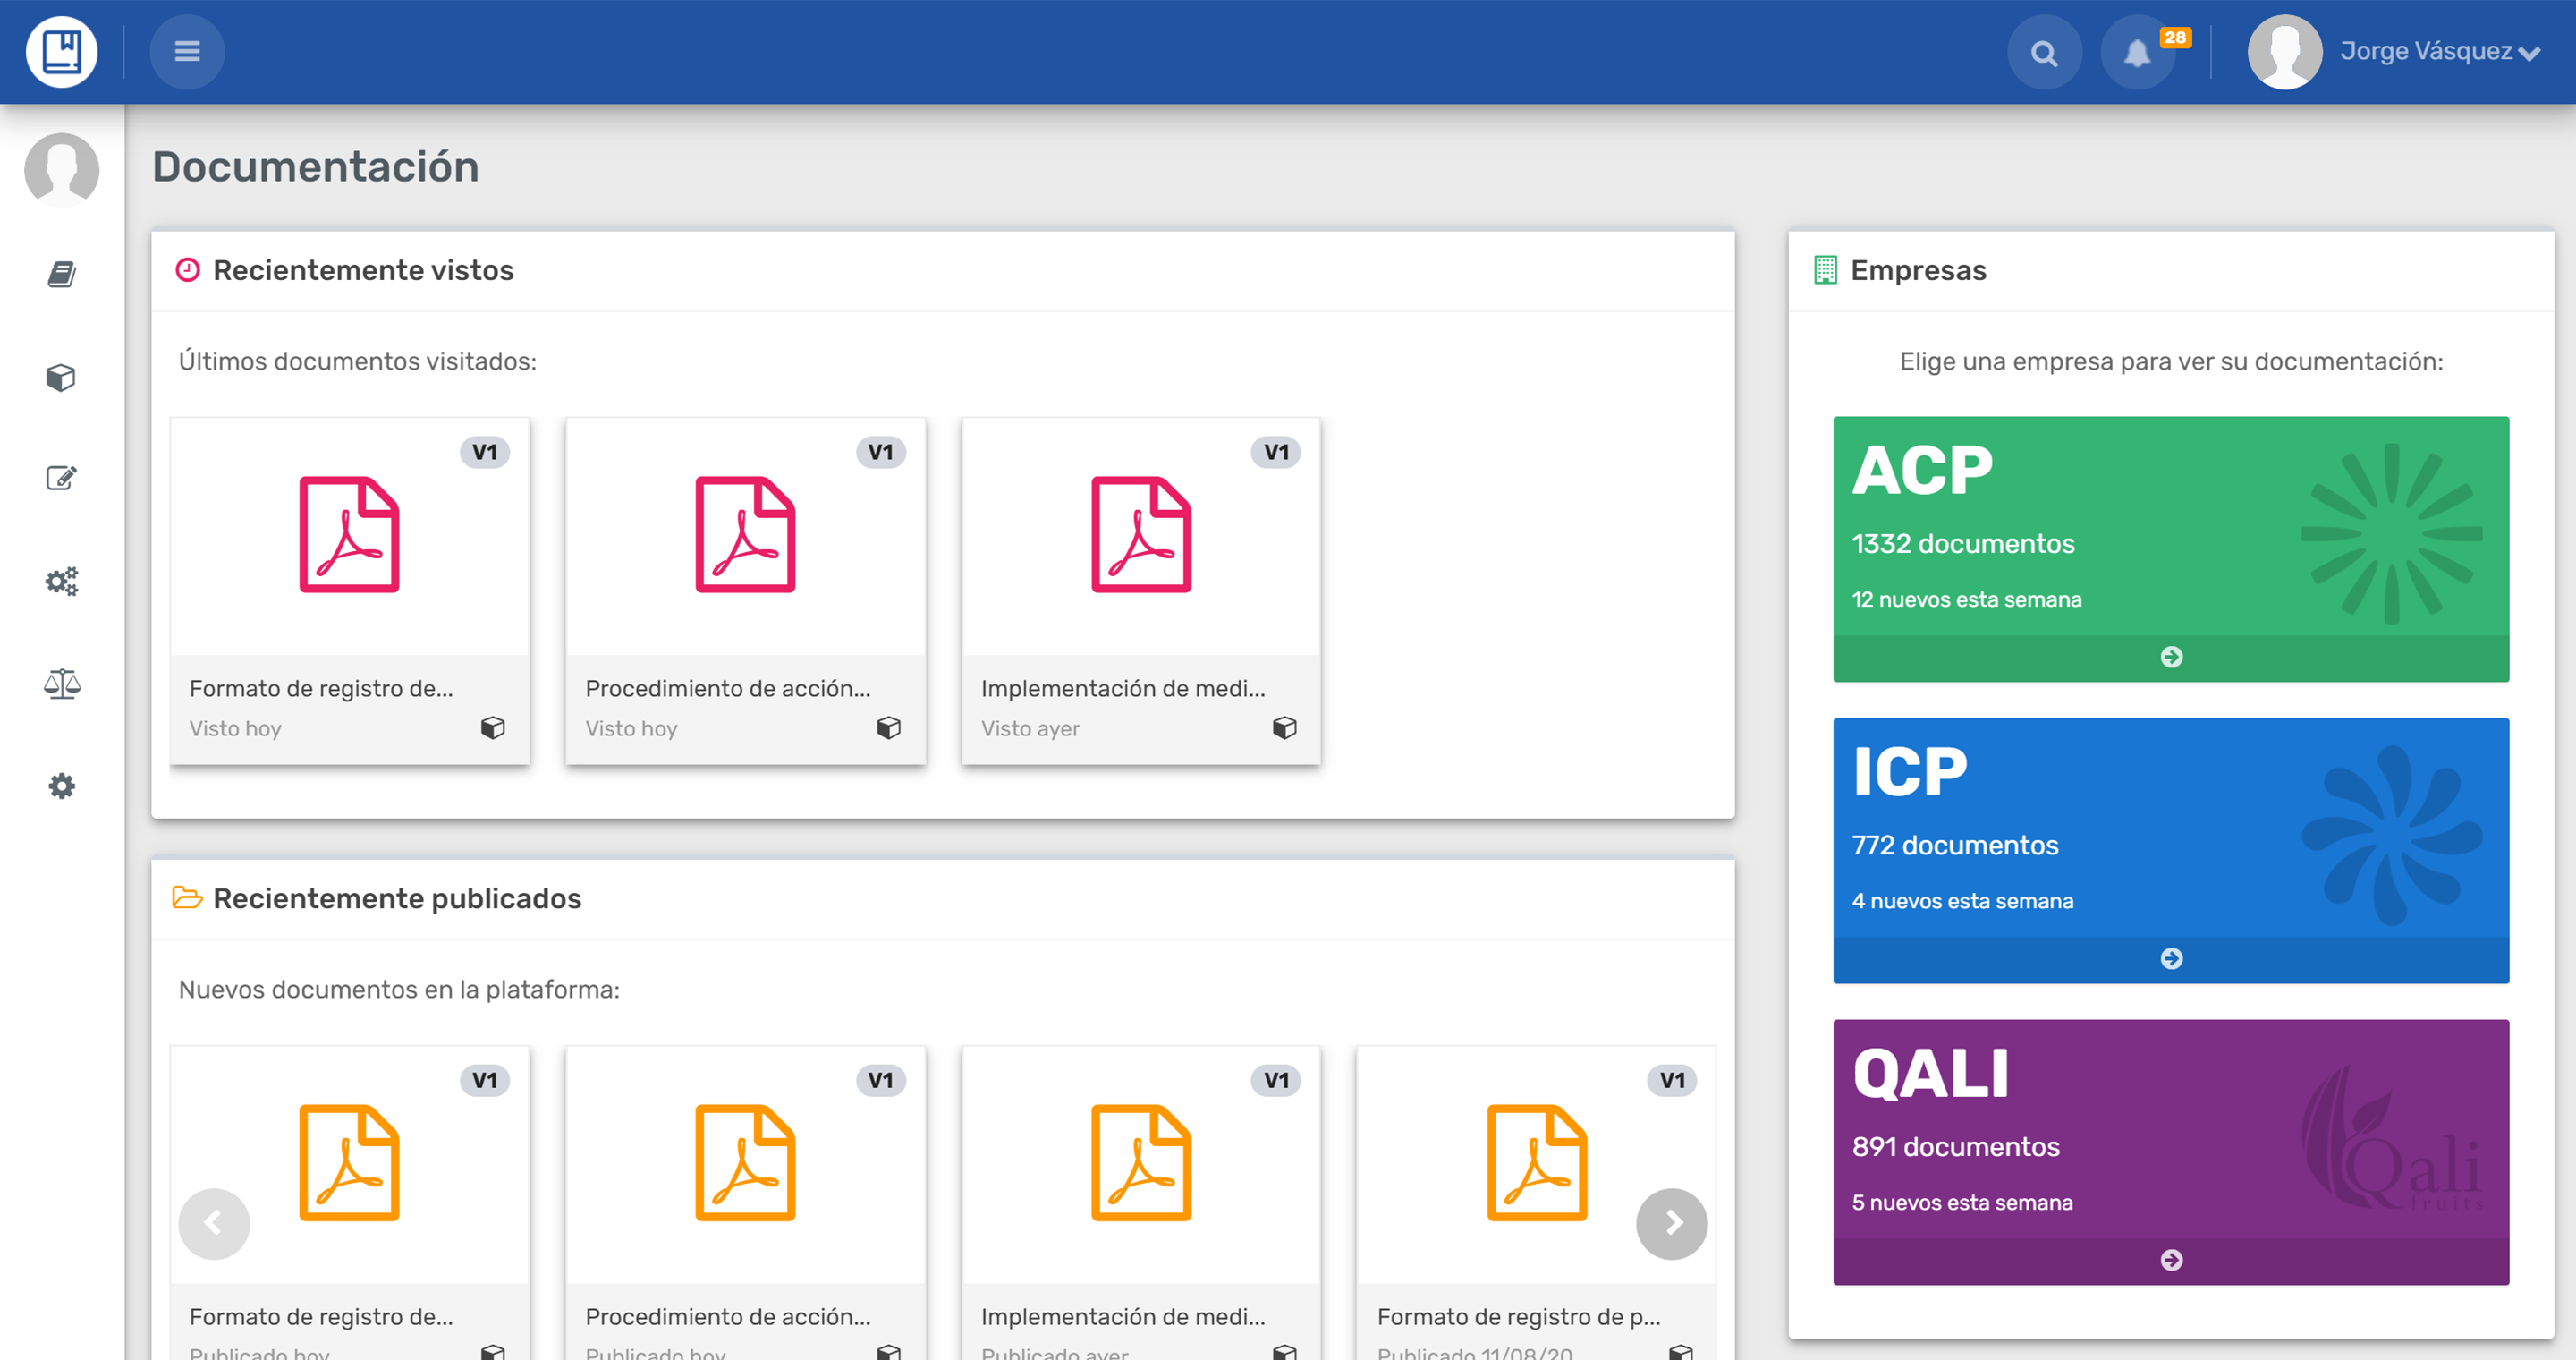 28
Jorge Vásquez
Documentación
Recientemente vistos
Últimos documentos visitados:
V1
V1
V1
Formato de registro de...
Visto hoy
Procedimiento de acción...
Visto hoy
Implementación de medi...
Visto ayer
Recientemente publicados
Nuevos documentos en la plataforma:
V1
V1
V1
V1
Formato de registro de...
Publicado hoy
Procedimiento de acción...
Publicado hoy
Implementación de medi...
Publicado ayer
Formato de registro de p...
Publicado 11/08/20
Empresas
Elige una empresa para ver su documentación:
ACP
1332 documentos
12 nuevos esta semana
ICP
772 documentos
4 nuevos esta semana
QALI
891 documentos
5 nuevos esta semana
Qali
fruits